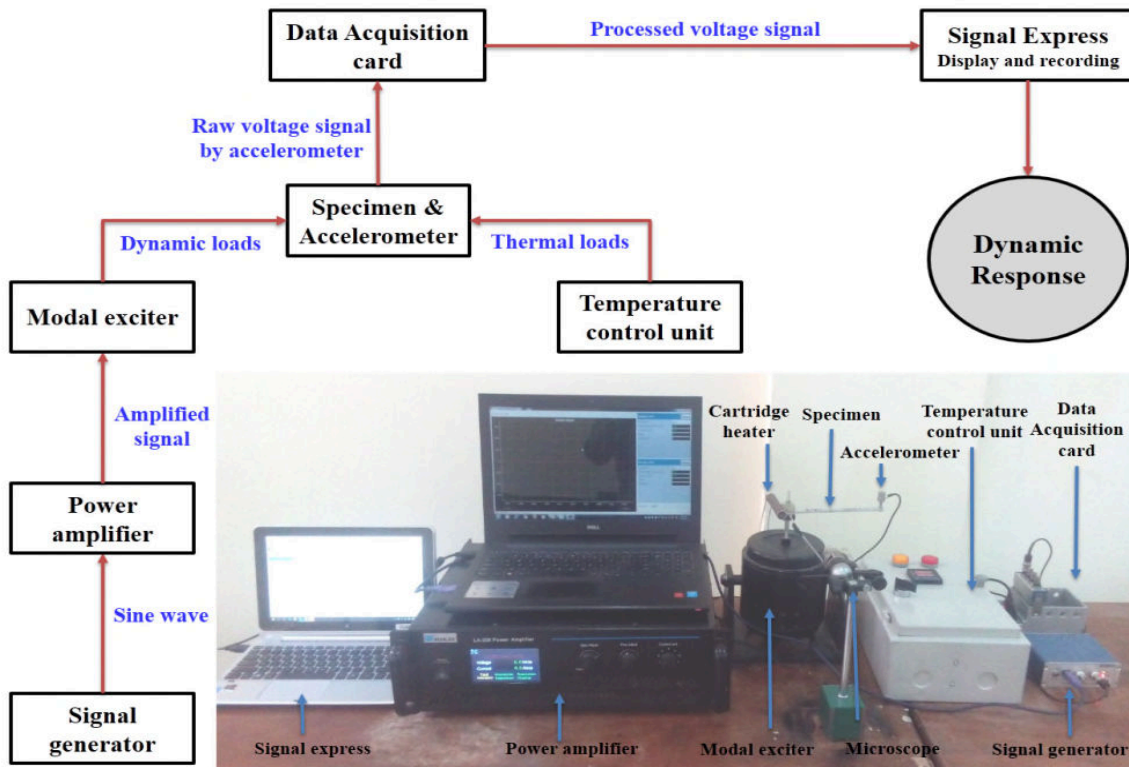 Data Acquisition
card
Processed voltage signal
Signal Express
Display and recording
Raw voltage signal
by accelerometer
Specimen &
Accelerometer
Dynamic loads
Thermal loads
Dynamic
Response
Modal exciter
Temperature
control unit
Amplified
signal
Power
amplifier
Sine wave
Signal
generator
Cartridge
heater
Specimen
Accelerometer
Temperature
control unit
Data
Acquisition
card
DELL
Power Amplifier
Voltage
Current
Signal express
Power amplifier
Modal exciter
Microscope
Signal generator